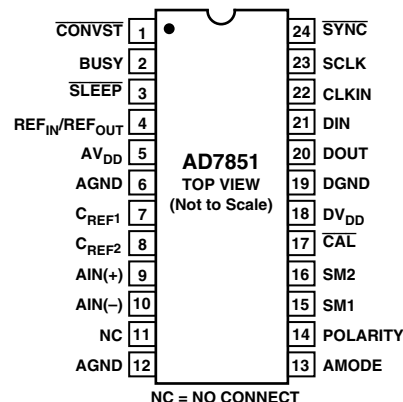 CONVST 1
BUSY 2
SLEEP 3
REFIN/REFOUT 4
AVDD 5
AGND 6
CREF1 7
CREF2 8
AIN(+) 9
AIN(–) 10
NC 11
AGND 12
AD7851
TOP VIEW
(Not to Scale)
24 SYNC
23 SCLK
22 CLKIN
21 DIN
20 DOUT
19 DGND
18 DVDD
17 CAL
16 SM2
15 SM1
14 POLARITY
13 AMODE
NC = NO CONNECT